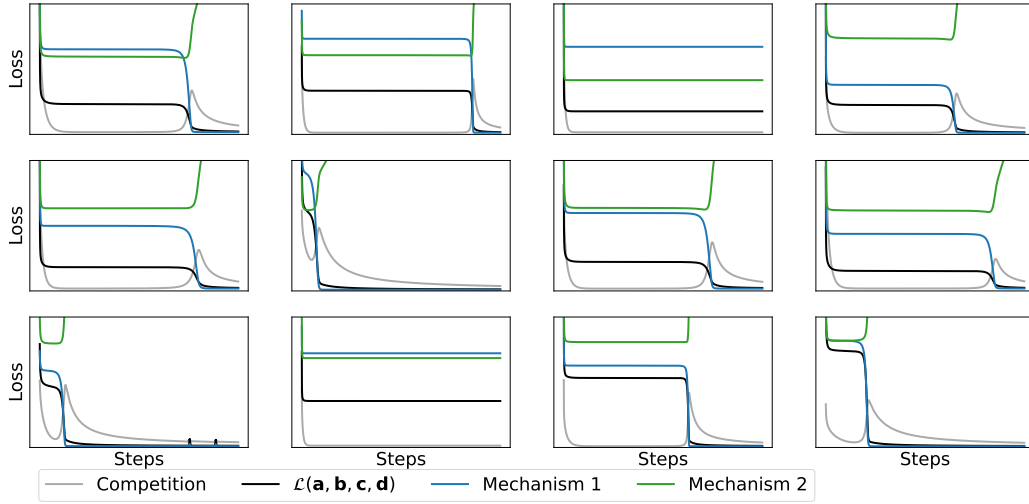 Loss
Loss
Loss
Steps Steps Steps Steps
Competition L(a, b, c, d) Mechanism 1 Mechanism 2